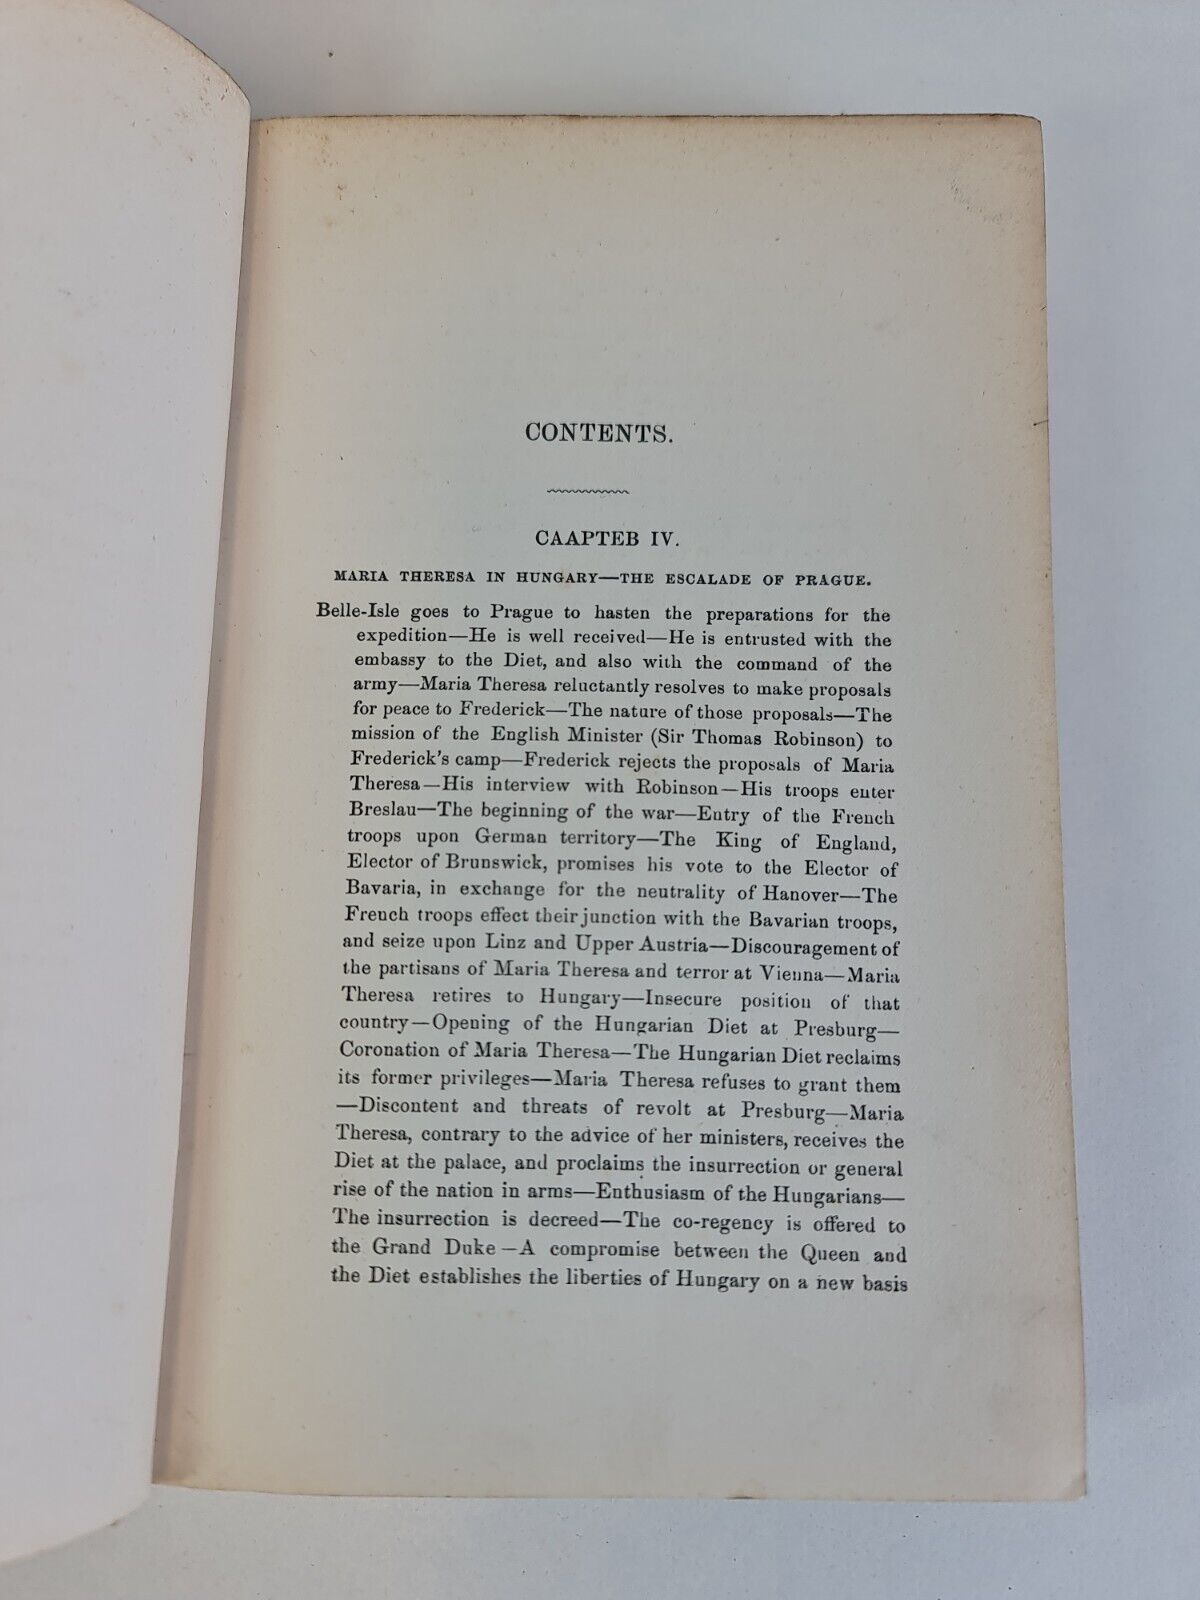 CONTENTS.
CAAPTEB IV.
MARIA THERESA IN HUNGARY—THE ESCALADE OF PRAGUE.
Belle-Isle goes to Prague to hasten the preparations for the
expedition—He is well received—He is entrusted with the
embassy to the Diet, and also with the command of the
army—Maria Theresa reluctantly resolves to make proposals
for peace to Frederick—The nature of those proposals—The
mission of the English Minister (Sir Thomas Robinson) to
Frederick's camp—Frederick rejects the proposals of Maria
Theresa—His interview with Robinson—His troops enter
Breslau—The beginning of the war—Entry of the French
troops upon German territory—The King of England,
Elector of Brunswick, promises his vote to the Elector of
Bavaria, in exchange for the neutrality of Hanover—The
French troops effect their junction with the Bavarian troops,
and seize upon Linz and Upper Austria—Discouragement of
the partisans of Maria Theresa and terror at Vienna—Maria
Theresa retires to Hungary—Insecure position of that
country—Opening of the Hungarian Diet at Presburg—
Coronation of Maria Theresa—The Hungarian Diet reclaims
its former privileges—Maria Theresa refuses to grant them
—Discontent and threats of revolt at Presburg—Maria
Theresa, contrary to the advice of her ministers, receives the
Diet at the palace, and proclaims the insurrection or general
rise of the nation in arms—Enthusiasm of the Hungarians—
The insurrection is decreed—The co-regency is offered to
the Grand Duke—A compromise between the Queen and
the Diet establishes the liberties of Hungary on a new basis